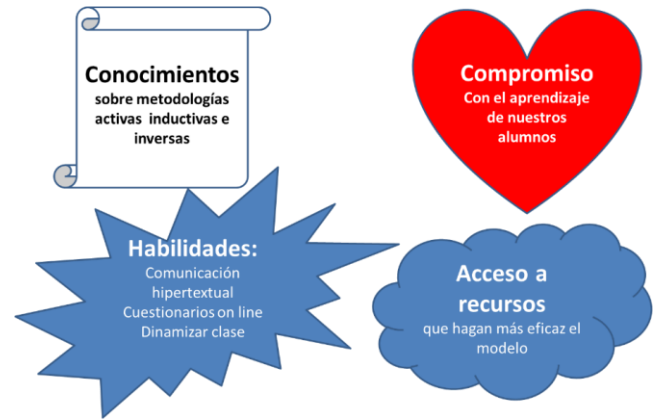 Conocimientos
sobre metodologías
activas inductivas e
inversas
Compromiso
Con el aprendizaje
de nuestros
alumnos
Habilidades:
Comunicación
hipertextual
Cuestionarios on line
Dinamizar clase
Acceso a
recursos
que hagan más eficaz el
modelo